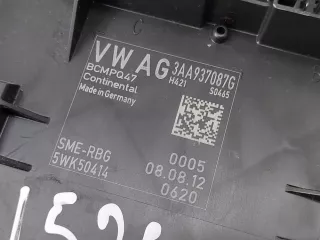 VW AG 3AA937087G
BCMPQ47 H421 S0465
Continental
Made in Germany
SME-RBG 0005
5WK50414 08.08.12
0620